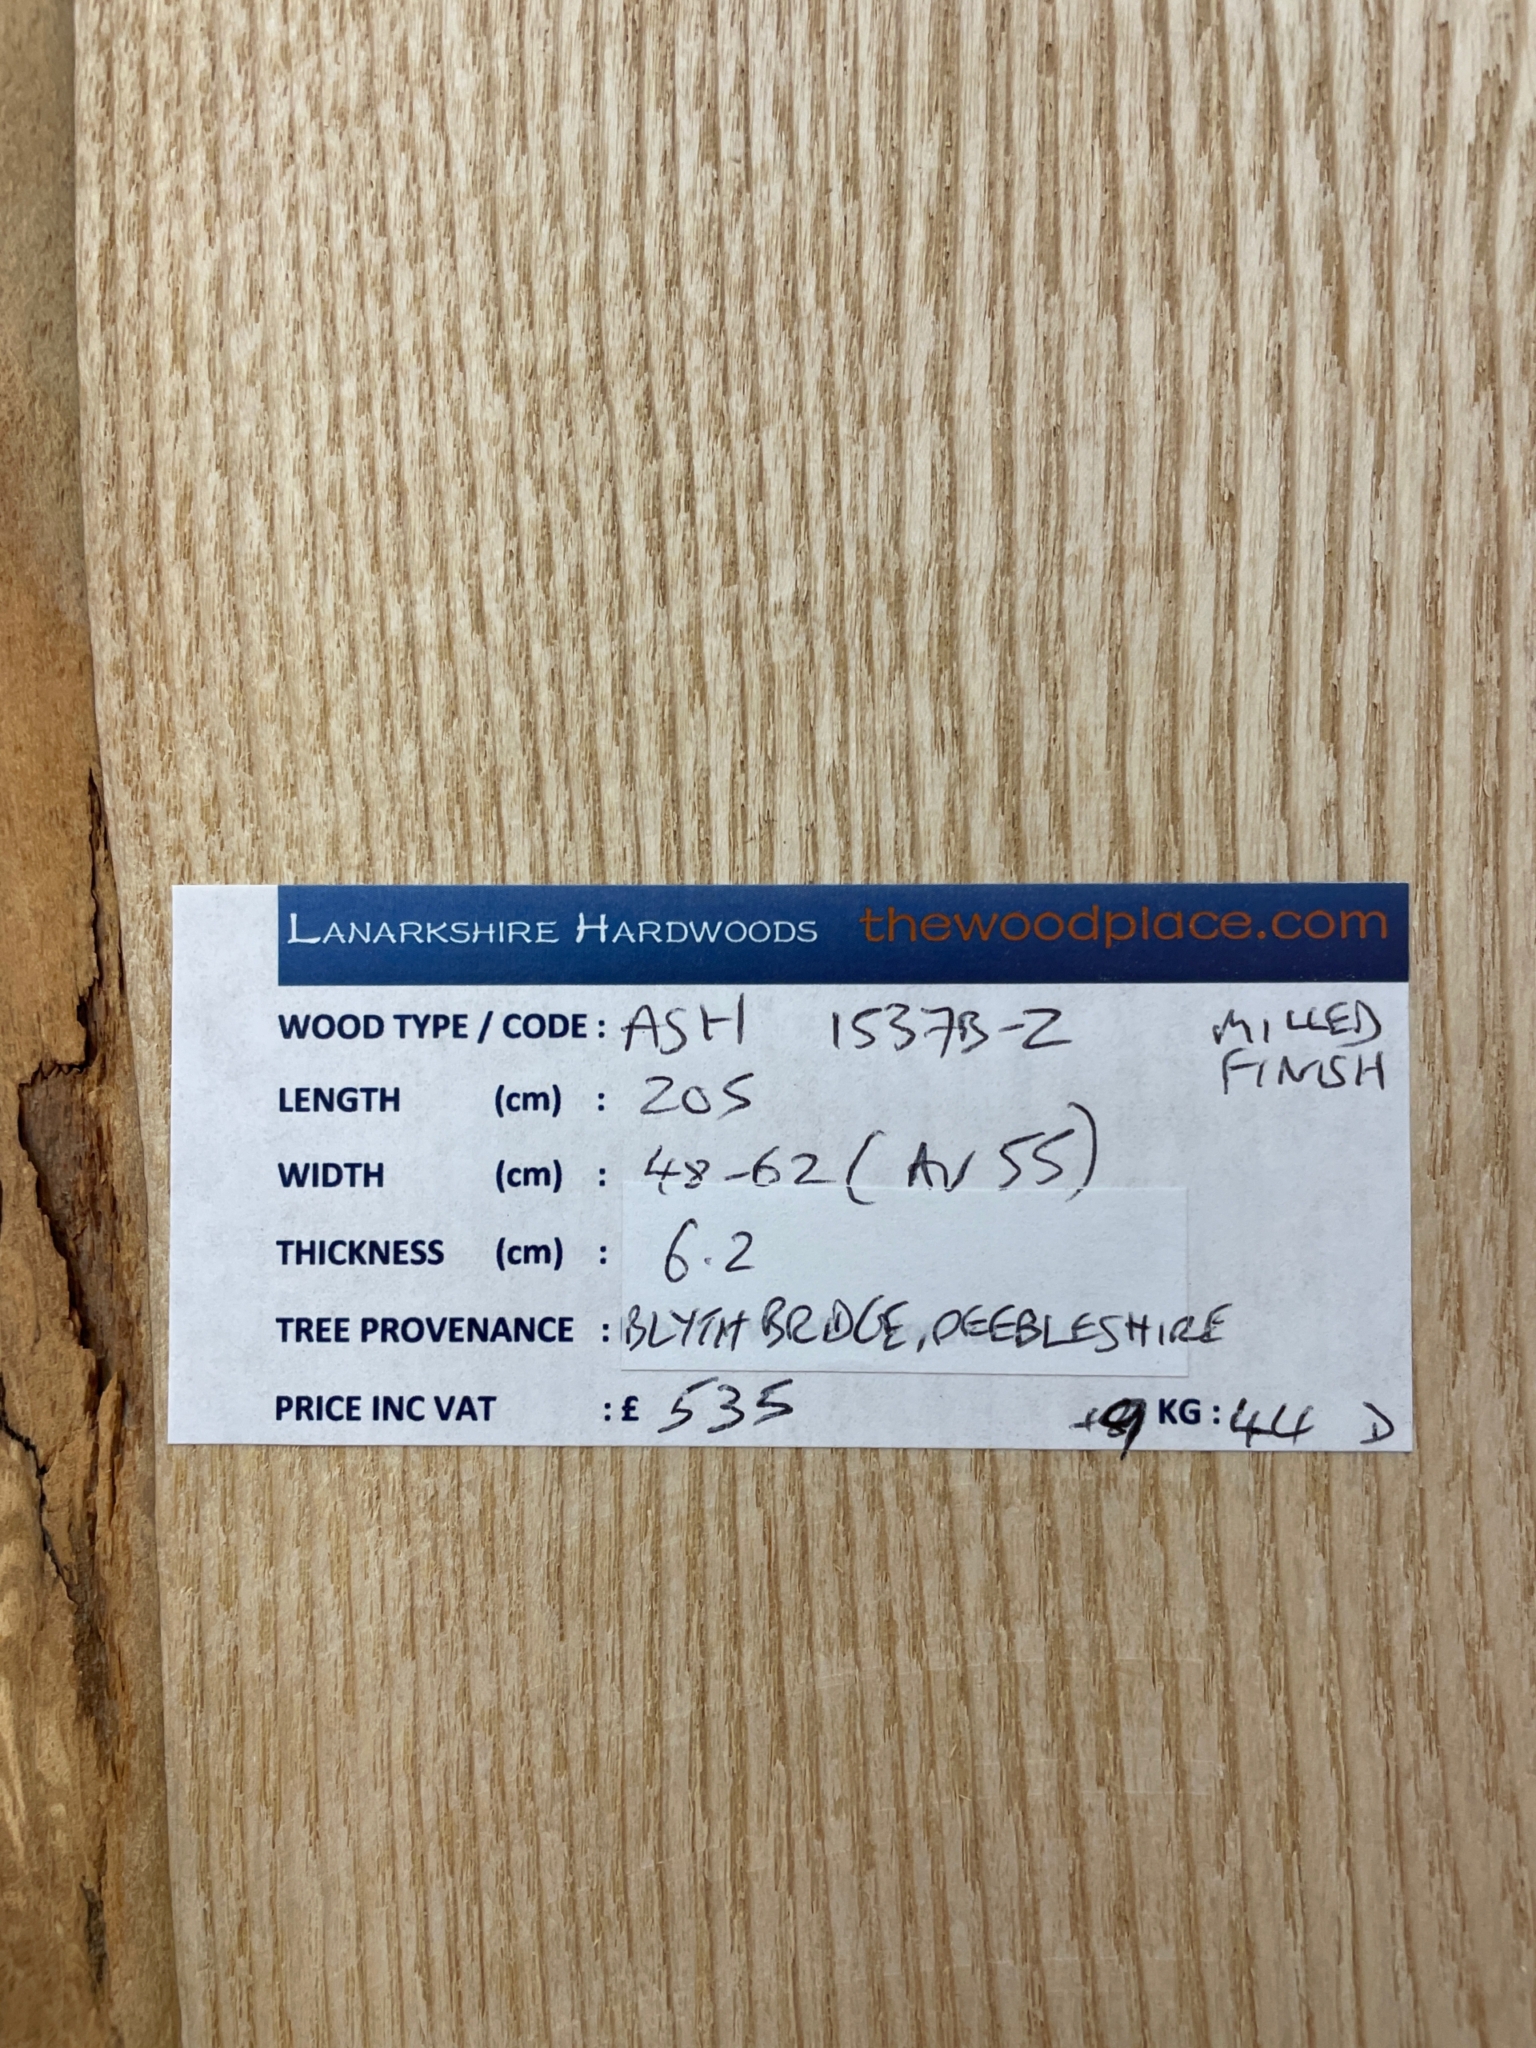 LANARKSHIRE HARDWOODS thewoodplace.com
WOOD TYPE / CODE : ASH 1537B-2 MILLED
FINISH
LENGTH (cm) : 205
WIDTH (cm) : 48-62 (AV 55)
THICKNESS (cm) : 6.2
TREE PROVENANCE : BLYTH BRIDGE, PEEBLESHIRE
PRICE INC VAT : £ 535 KG : 44 D